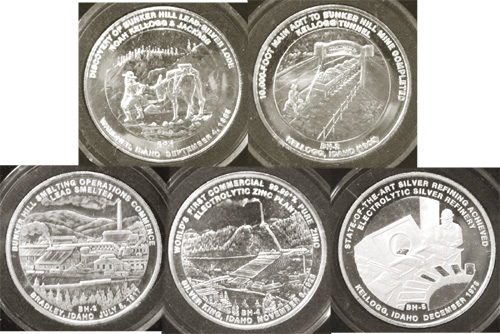 DISCOVERY OF BUNKER HILL LEAD-SILVER LODE
NOAH KELLOGG & JACKASS
WARDNER, IDAHO SEPTEMBER 4, 1885
10,000-FOOT MAIN ADIT TO BUNKER HILL MINE COMPLETED
KELLOGG TUNNEL
BH-2
KELLOGG, IDAHO
BUNKER HILL SMELTING OPERATIONS COMMENCE
LEAD SMELTER
BH-3
BRADLEY, IDAHO JULY 5, 1917
WORLD'S FIRST COMMERCIAL 99.99+% PURE ZINC
ELECTROLYTIC ZINC PLANT
BH-4
SILVER KING, IDAHO NOVEMBER
STATE-OF-THE-ART SILVER REFINING ACHIEVED
ELECTROLYTIC SILVER REFINERY
BH-5
KELLOGG, IDAHO DECEMBER 1978